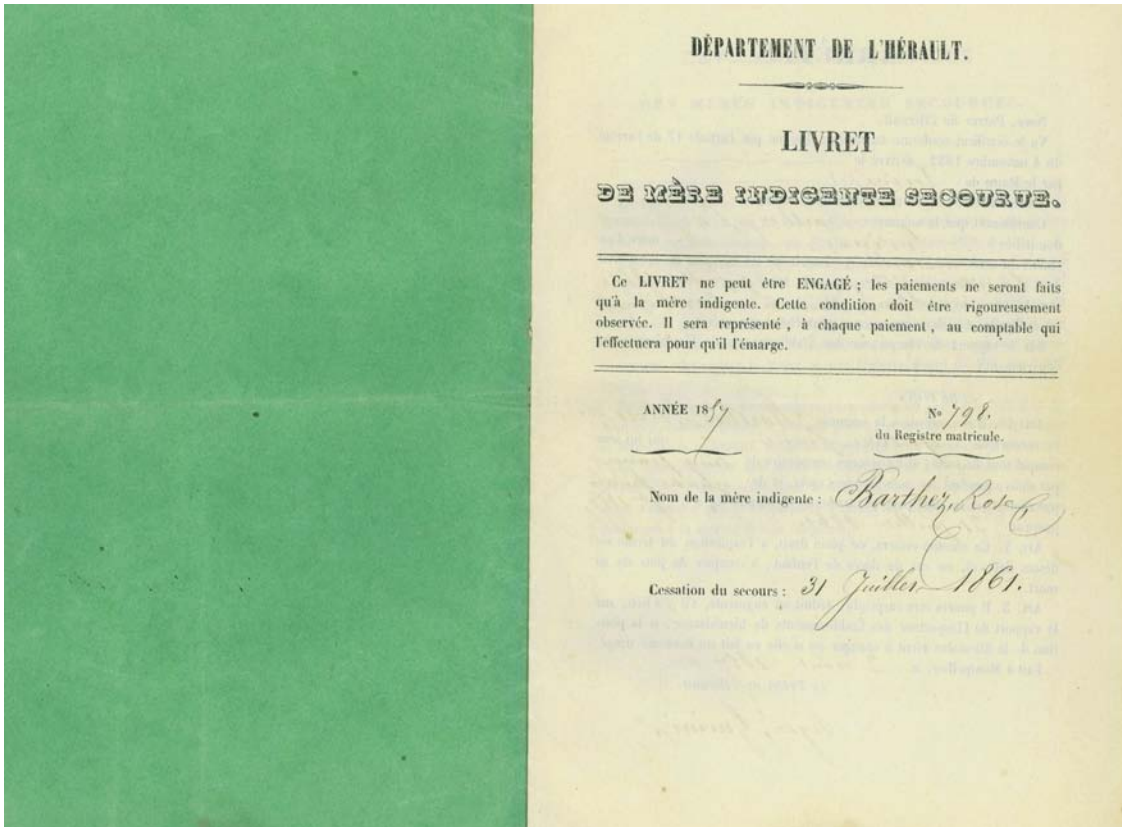 DÉPARTEMENT DE L'HÉRAULT.
LIVRET
DE MÈRE INDIGENTE SECOURUE.
Ce LIVRET ne peut être ENGAGÉ ; les paiements ne seront faits
qu'à la mère indigente. Cette condition doit être rigoureusement
observée. Il sera représenté , à chaque paiement , au comptable qui
l'effectuera pour qu'il l'émarge.
ANNÉE 1857
No 798.
du Registre matricule.
Nom de la mère indigente : Barthez, Rose
Cessation du secours : 31 Juillet 1861.